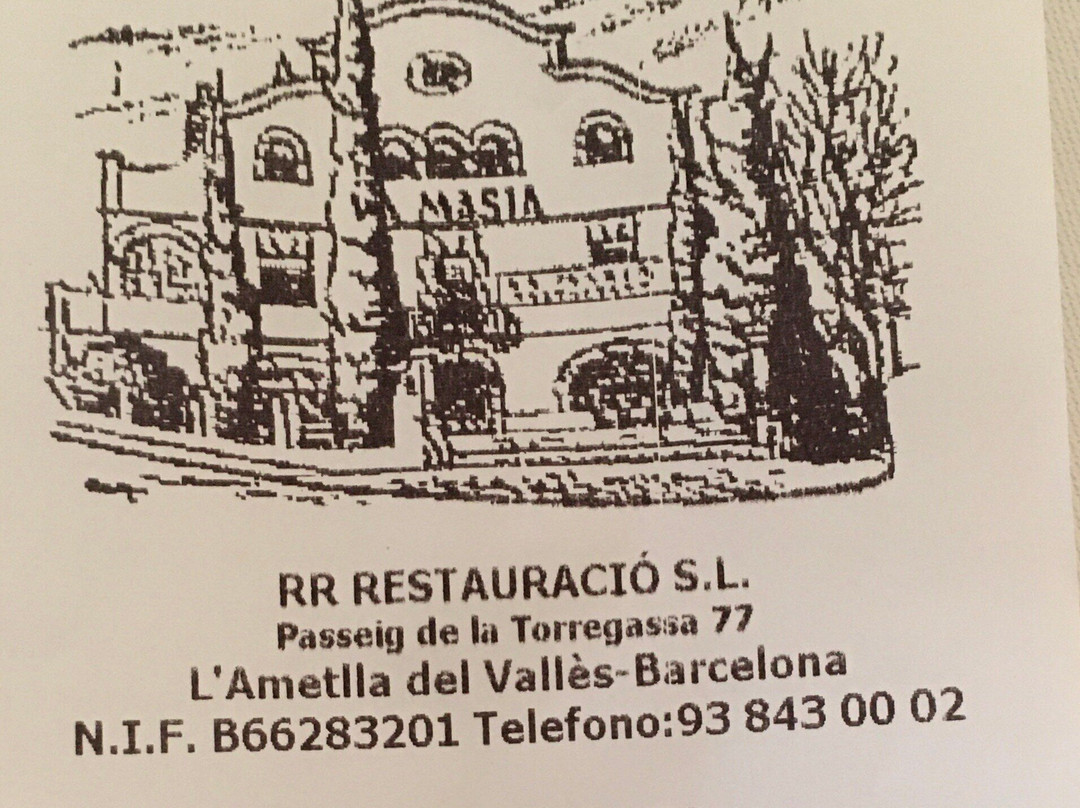 MASIA
RR RESTAURACIÓ S.L.
Passeig de la Torregassa 77
L'Ametlla del Vallès-Barcelona
N.I.F. B66283201 Telefono:93 843 00 02